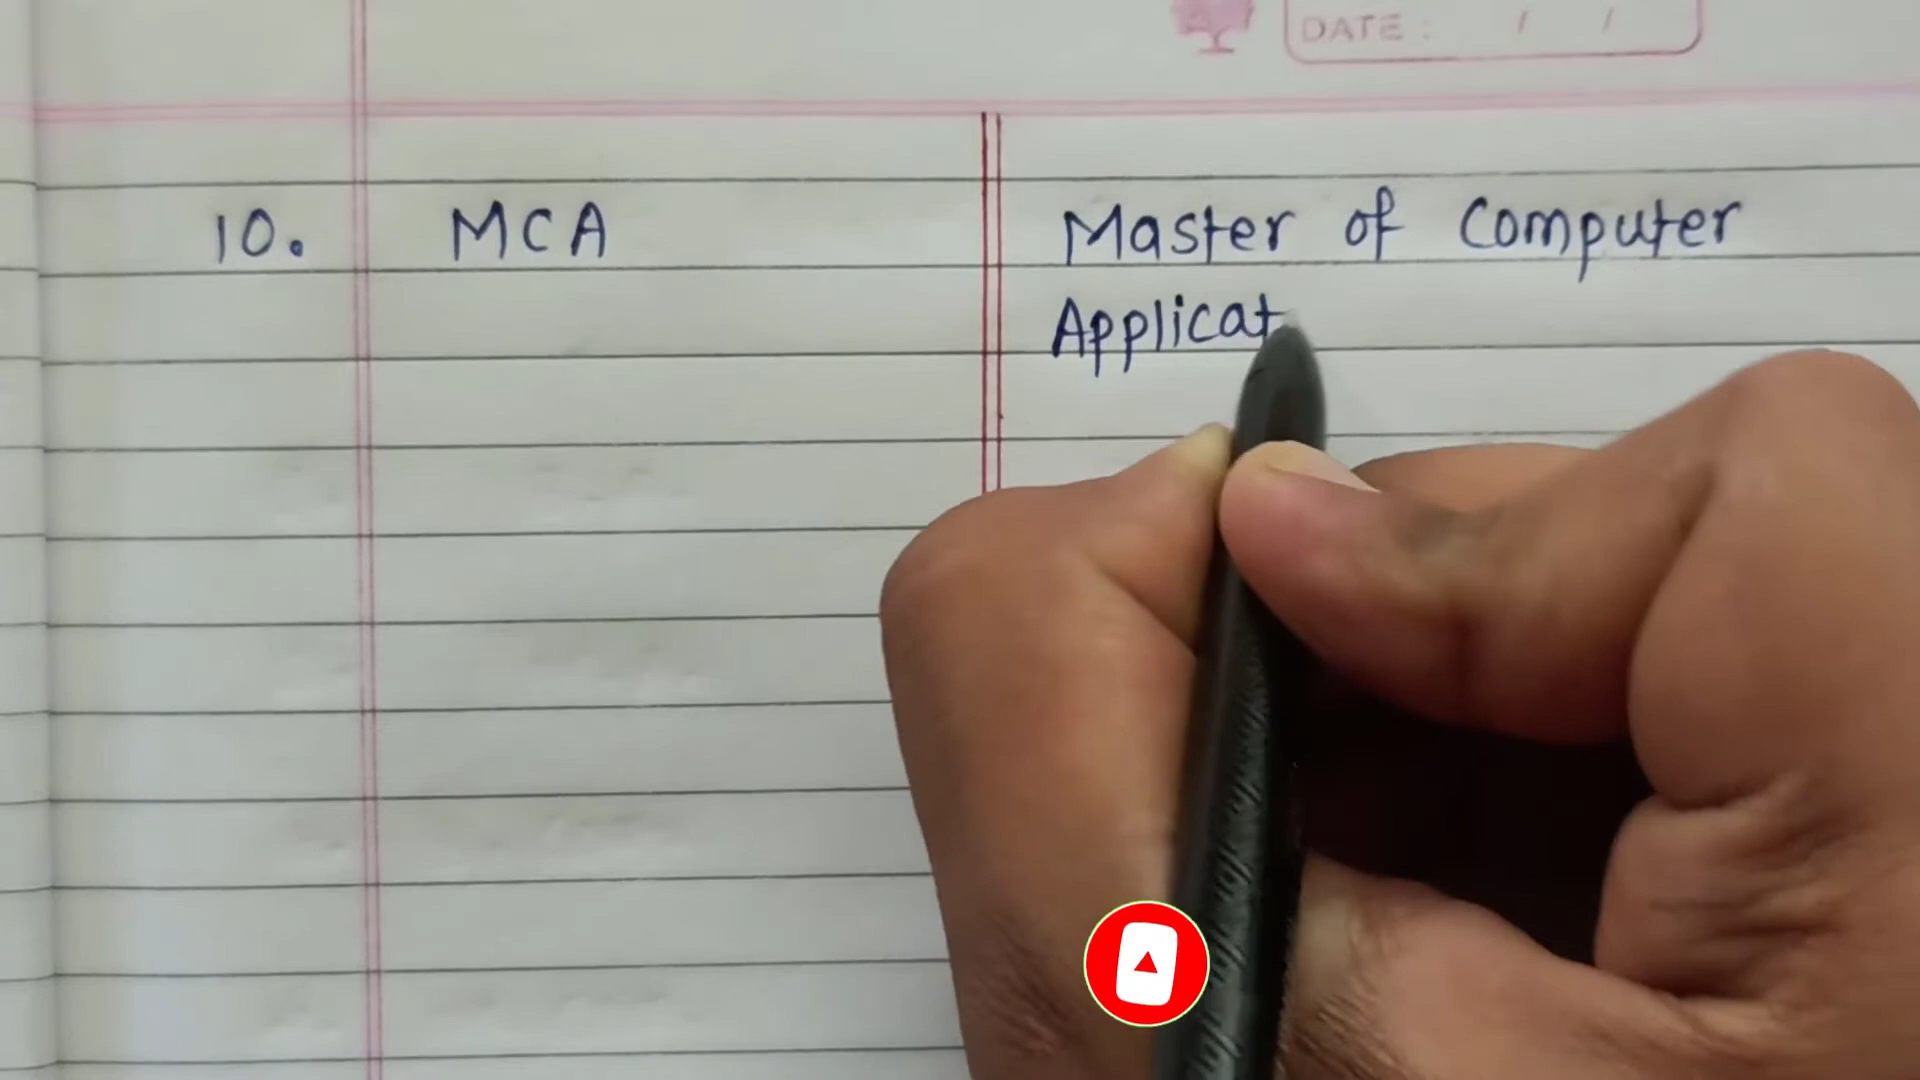 DATE : / /
10. MCA Master of Computer
Applicat